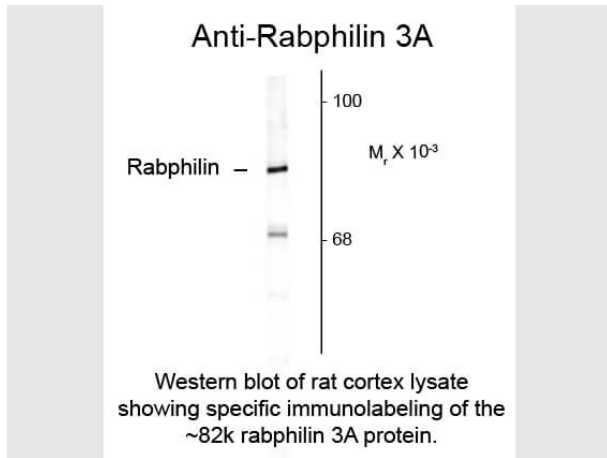 Anti-Rabphilin 3A
- 100
Rabphilin –
Mr X 10-3
- 68
Western blot of rat cortex lysate
showing specific immunolabeling of the
~82k rabphilin 3A protein.